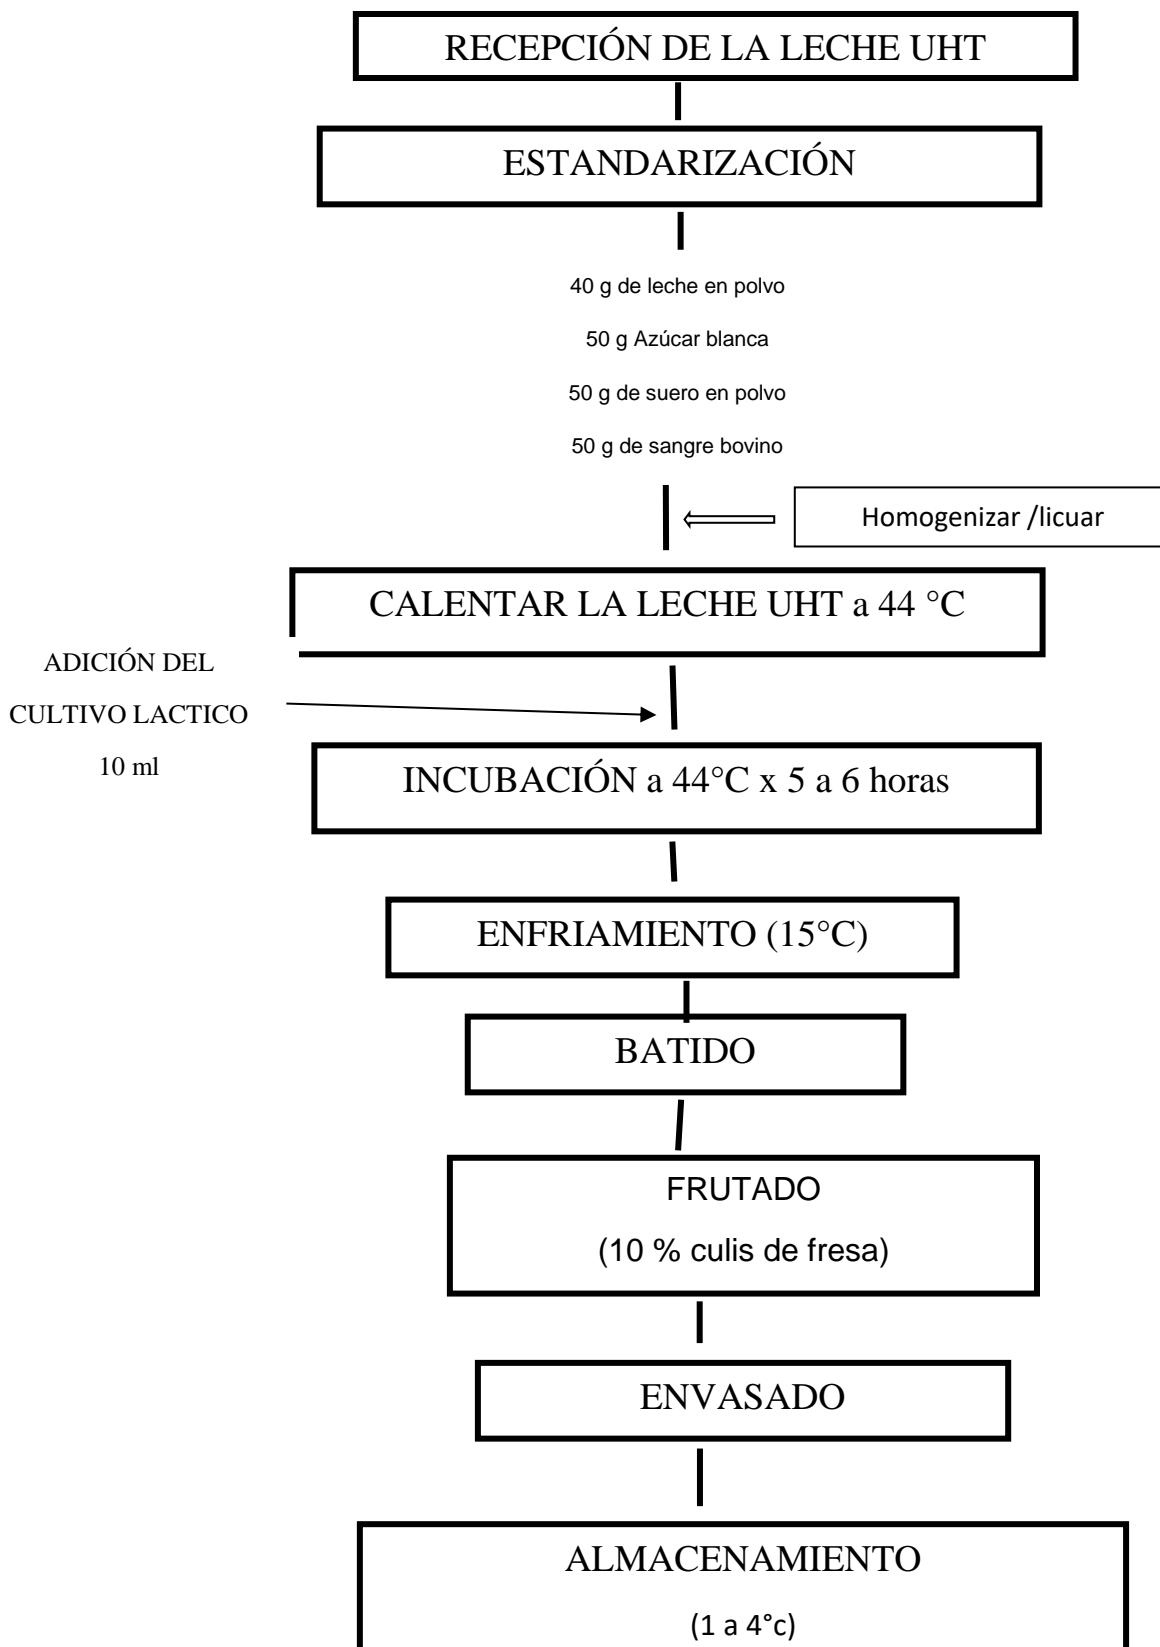 RECEPCIÓN DE LA LECHE UHT
ESTANDARIZACIÓN
40 g de leche en polvo
50 g Azúcar blanca
50 g de suero en polvo
50 g de sangre bovino
Homogenizar /licuar
CALENTAR LA LECHE UHT a 44 °C
ADICIÓN DEL
CULTIVO LACTICO
10 ml
INCUBACIÓN a 44°C x 5 a 6 horas
ENFRIAMIENTO (15°C)
BATIDO
FRUTADO
(10 % culis de fresa)
ENVASADO
ALMACENAMIENTO
(1 a 4°c)